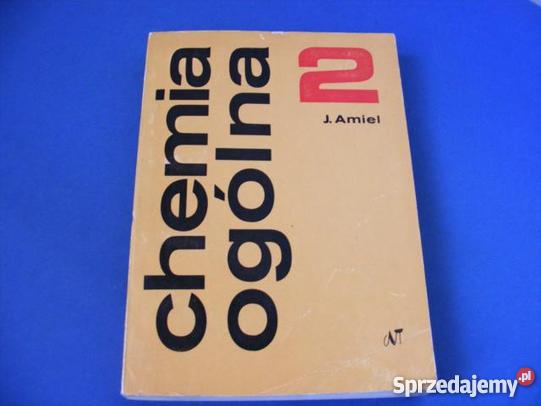 chemia
ogólna
2
J. Amiel
WNT
Sprzedajemy.pl